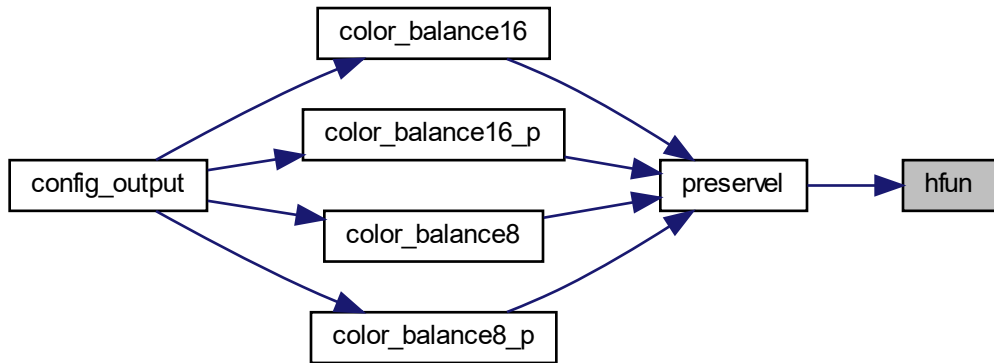 color_balance16
color_balance16_p
config_output
preservel
hfun
color_balance8
color_balance8_p